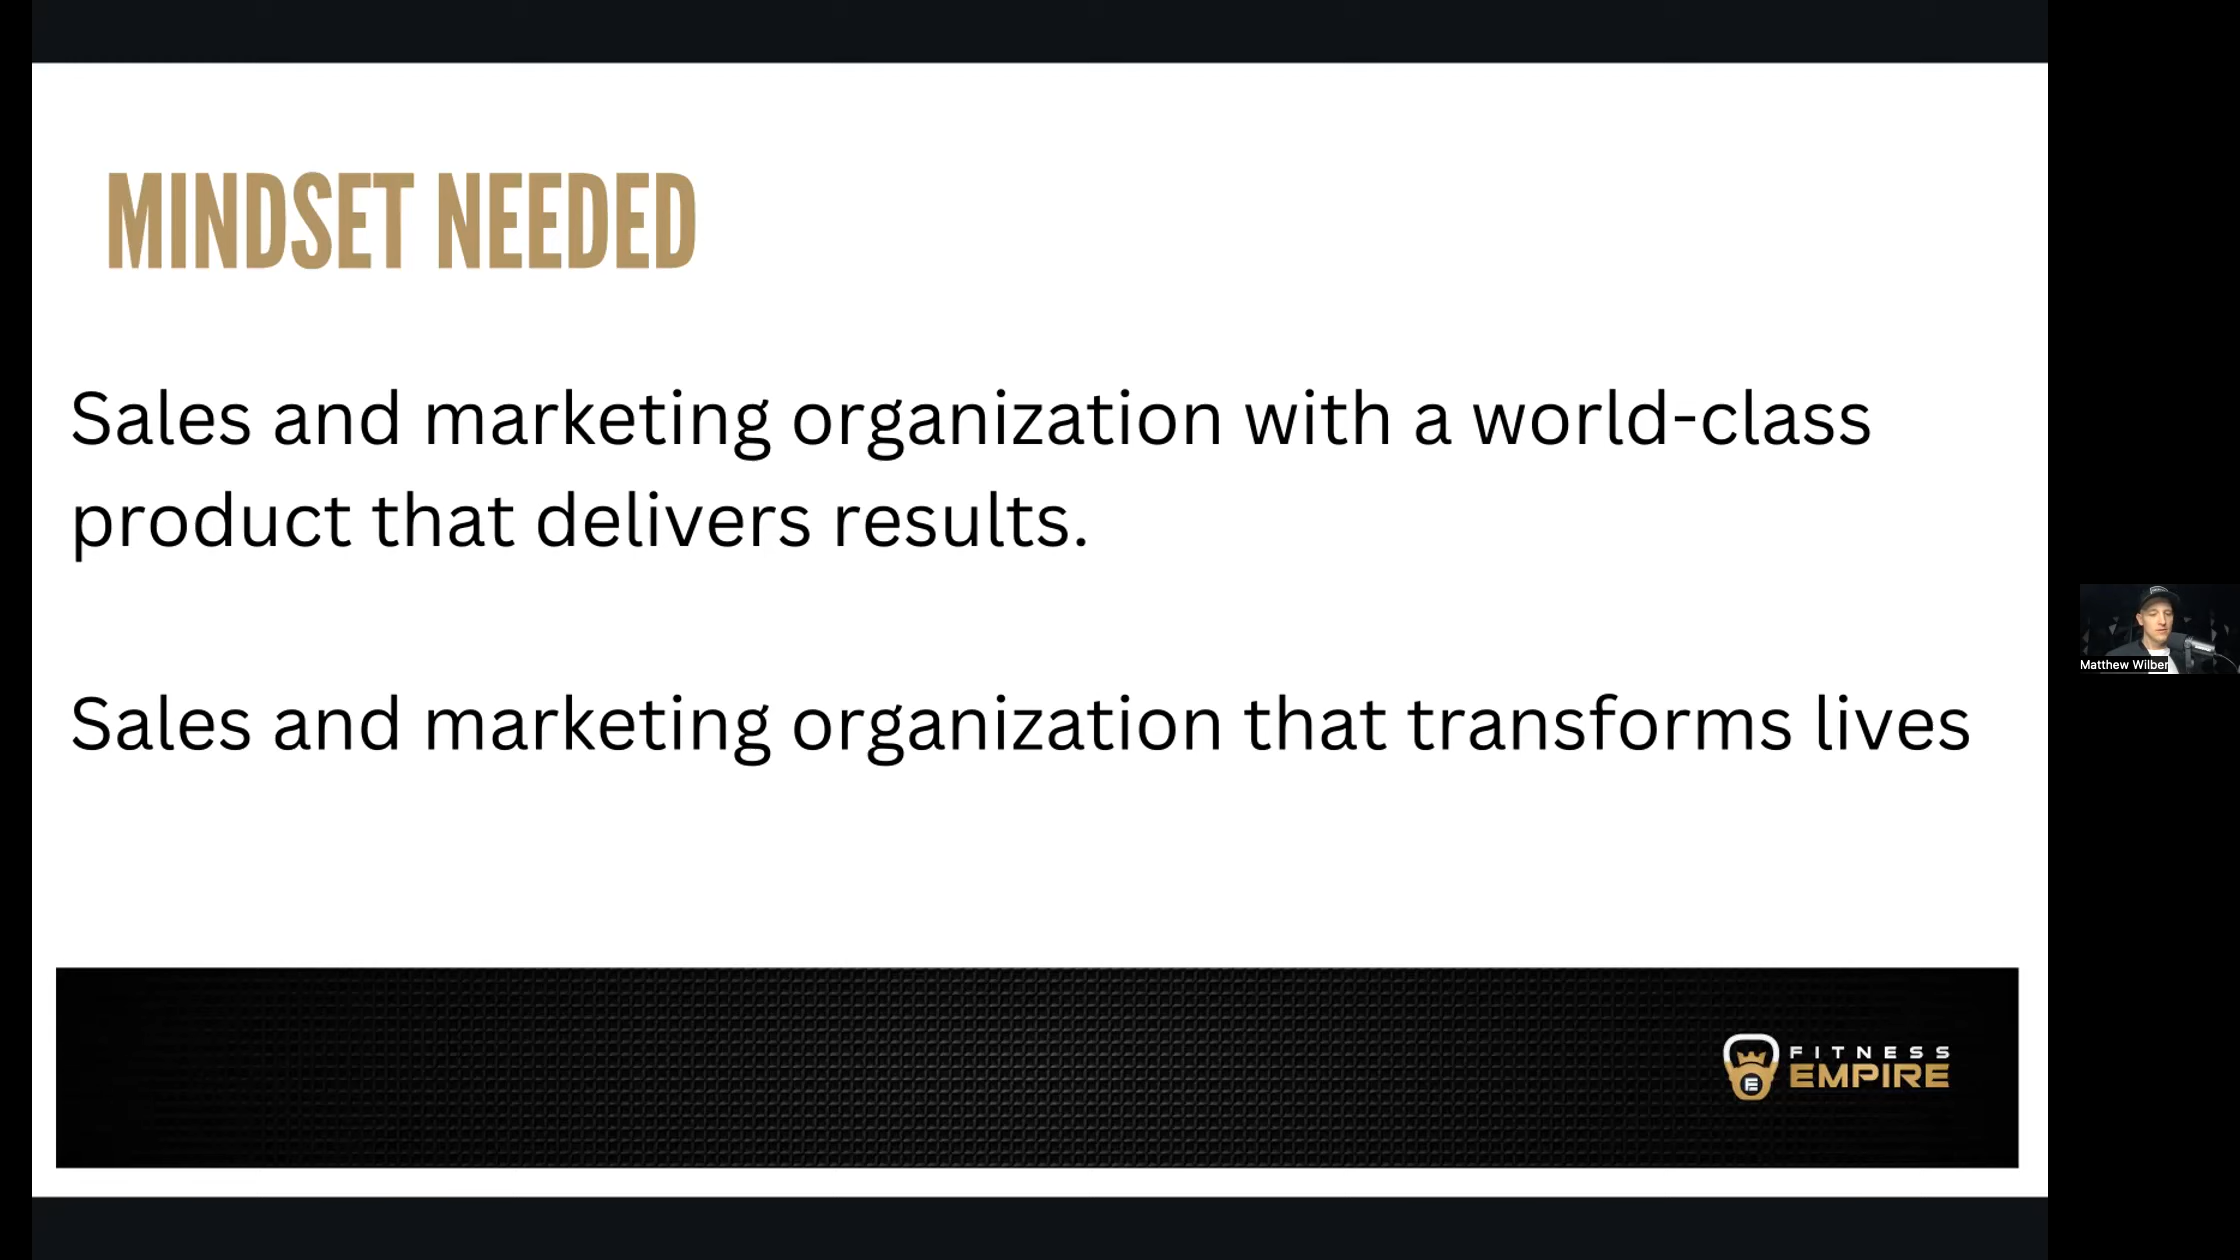 MINDSET NEEDED
Sales and marketing organization with a world-class
product that delivers results.
Sales and marketing organization that transforms lives
Matthew Wilber
FITNESS
EMPIRE
E